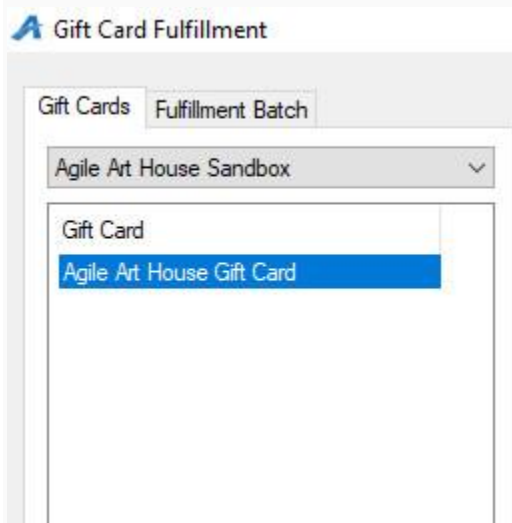 Gift Card Fulfillment
Gift Cards Fulfillment Batch
Agile Art House Sandbox
Gift Card
Agile Art House Gift Card